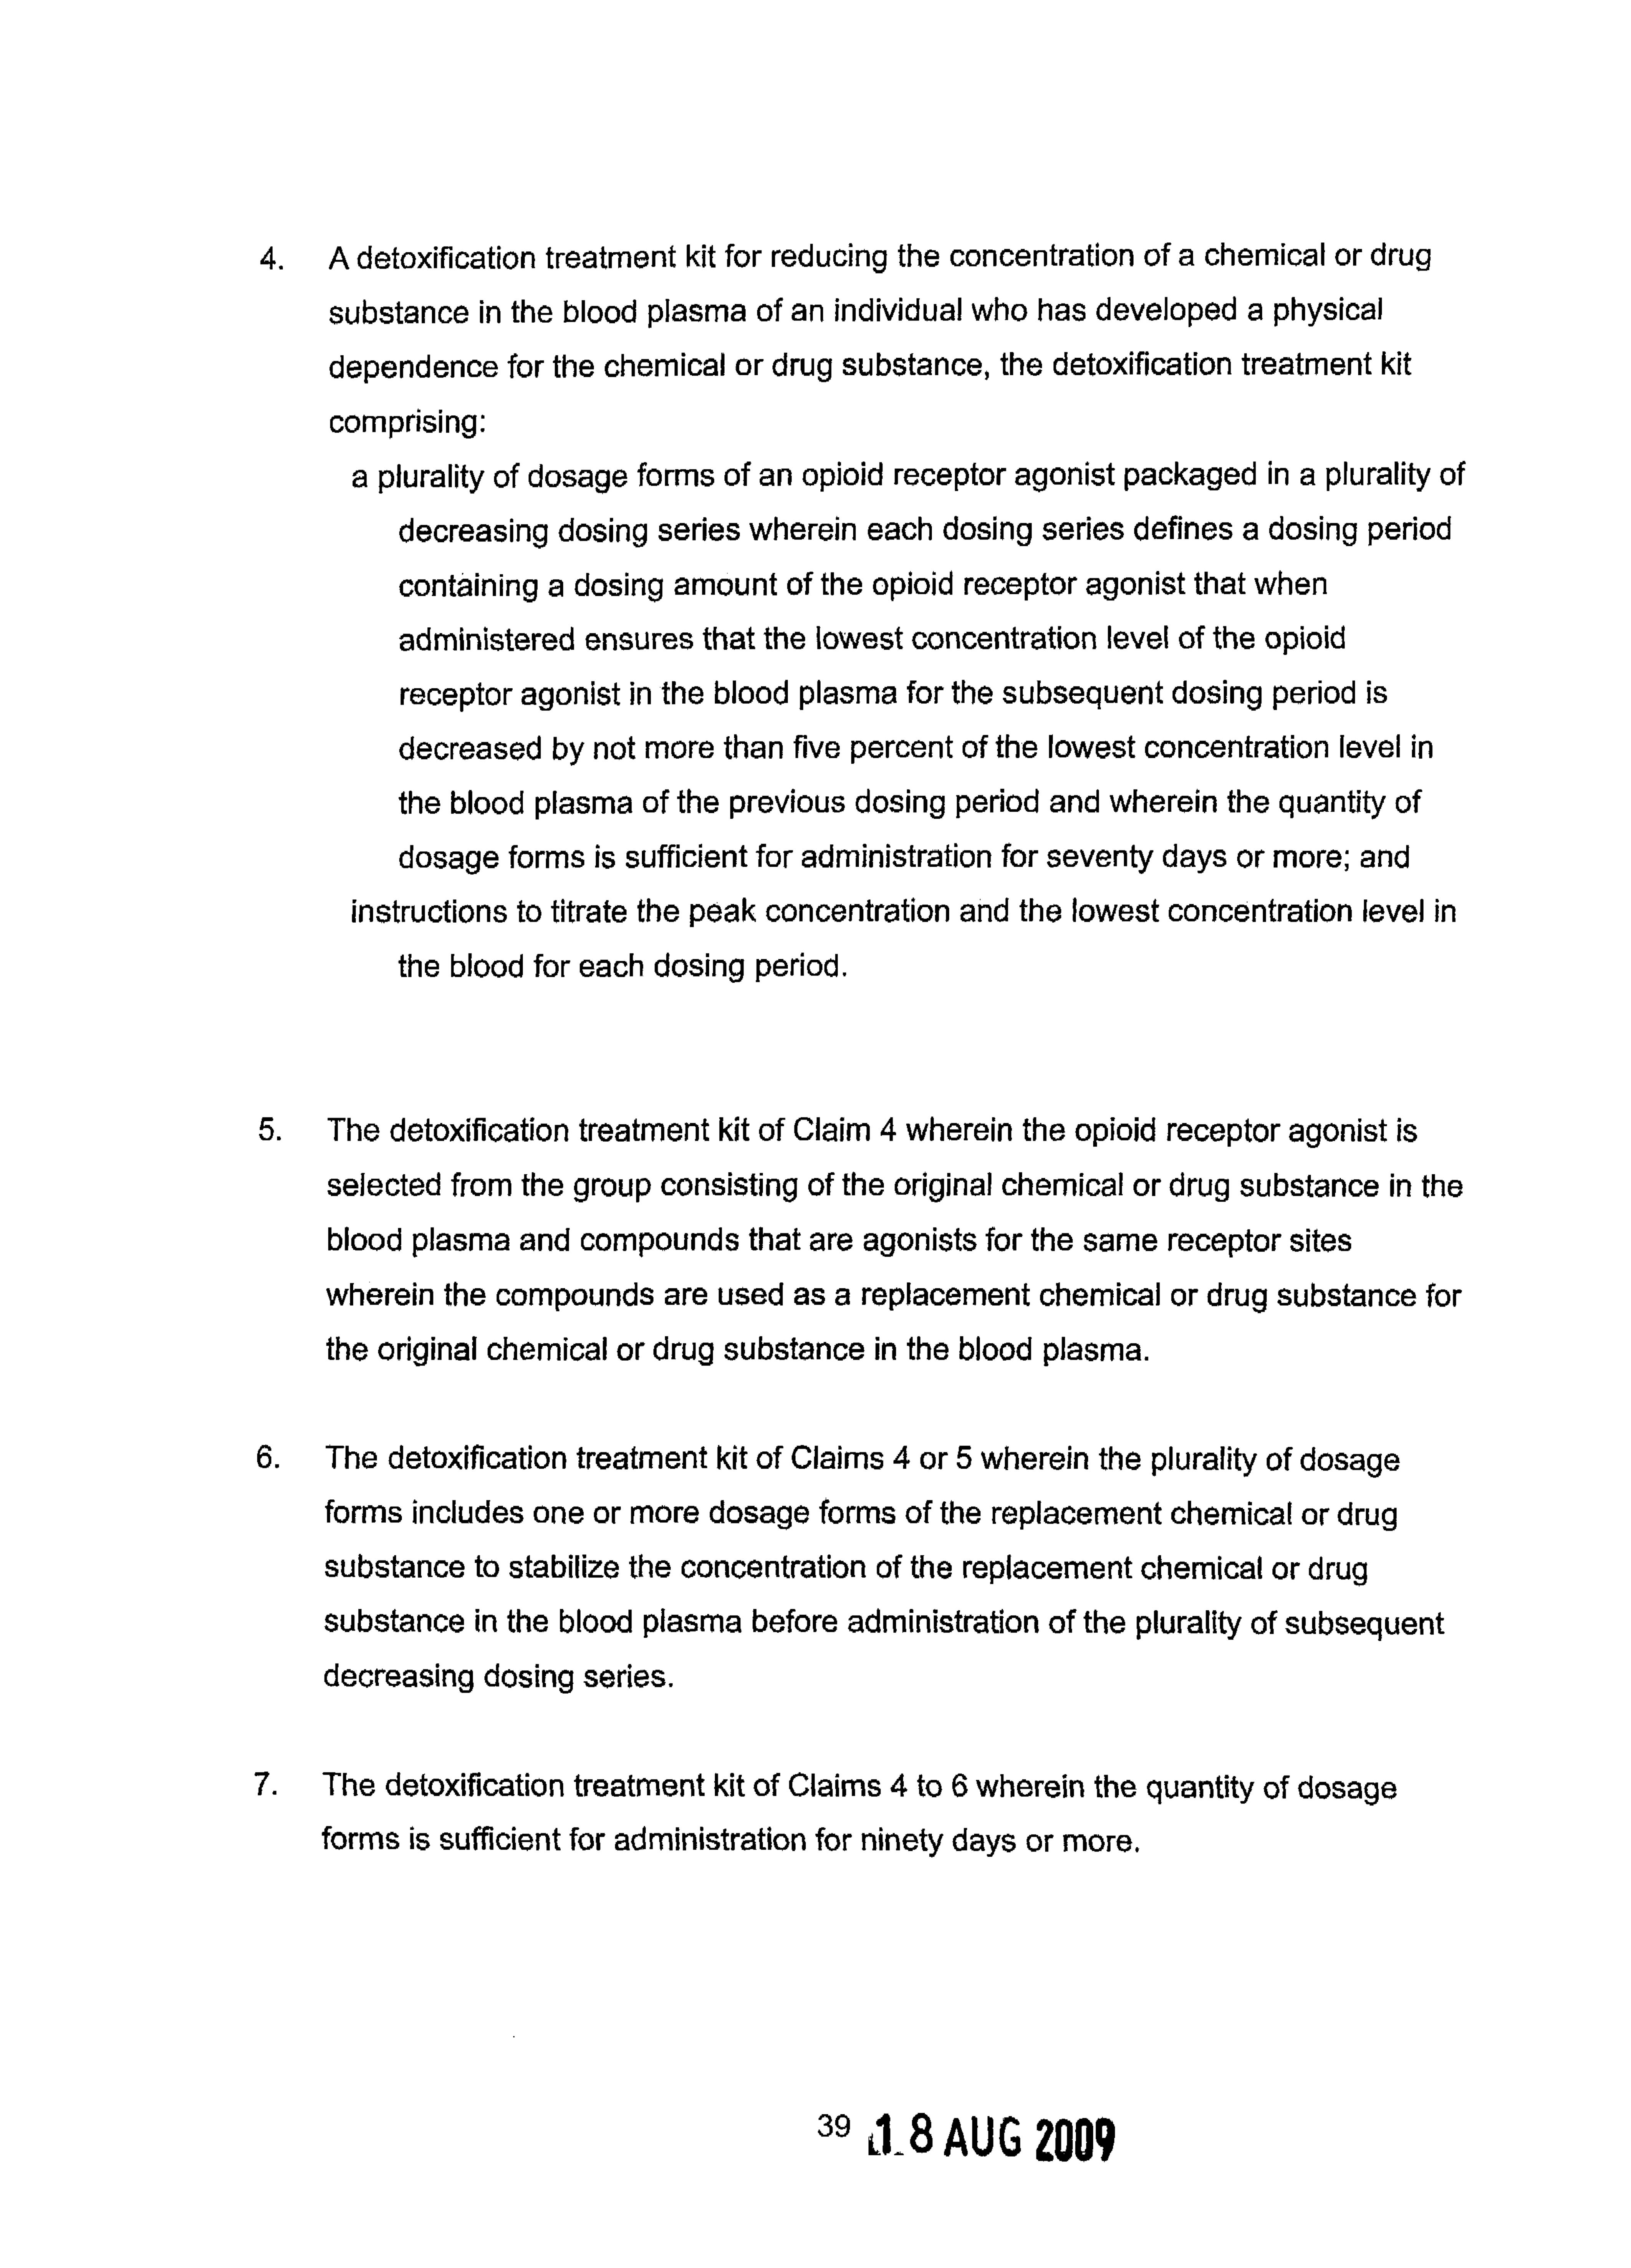 4. A detoxification treatment kit for reducing the concentration of a chemical or drug
substance in the blood plasma of an individual who has developed a physical
dependence for the chemical or drug substance, the detoxification treatment kit
comprising:
a plurality of dosage forms of an opioid receptor agonist packaged in a plurality of
decreasing dosing series wherein each dosing series defines a dosing period
containing a dosing amount of the opioid receptor agonist that when
administered ensures that the lowest concentration level of the opioid
receptor agonist in the blood plasma for the subsequent dosing period is
decreased by not more than five percent of the lowest concentration level in
the blood plasma of the previous dosing period and wherein the quantity of
dosage forms is sufficient for administration for seventy days or more; and
instructions to titrate the peak concentration and the lowest concentration level in
the blood for each dosing period.
5. The detoxification treatment kit of Claim 4 wherein the opioid receptor agonist is
selected from the group consisting of the original chemical or drug substance in the
blood plasma and compounds that are agonists for the same receptor sites
wherein the compounds are used as a replacement chemical or drug substance for
the original chemical or drug substance in the blood plasma.
6. The detoxification treatment kit of Claims 4 or 5 wherein the plurality of dosage
forms includes one or more dosage forms of the replacement chemical or drug
substance to stabilize the concentration of the replacement chemical or drug
substance in the blood plasma before administration of the plurality of subsequent
decreasing dosing series.
7. The detoxification treatment kit of Claims 4 to 6 wherein the quantity of dosage
forms is sufficient for administration for ninety days or more.
39 18 AUG 2009